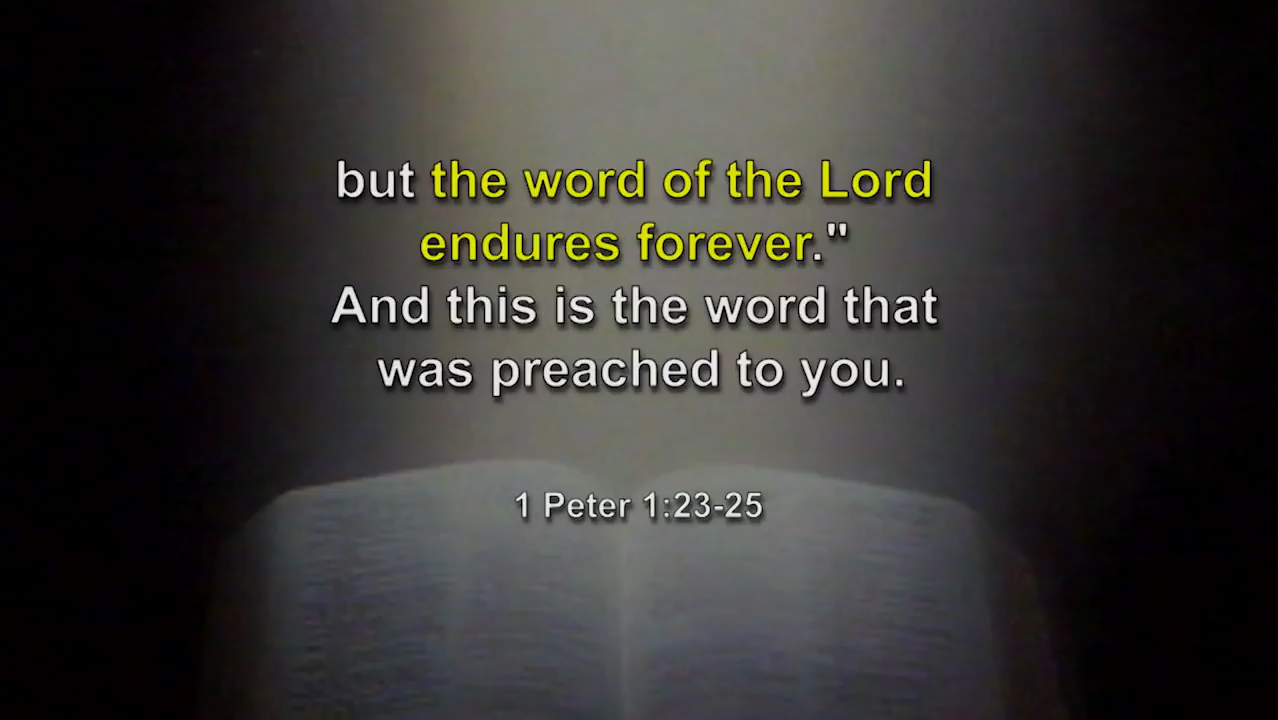 but the word of the Lord
endures forever."
And this is the word that
was preached to you.
1 Peter 1:23-25